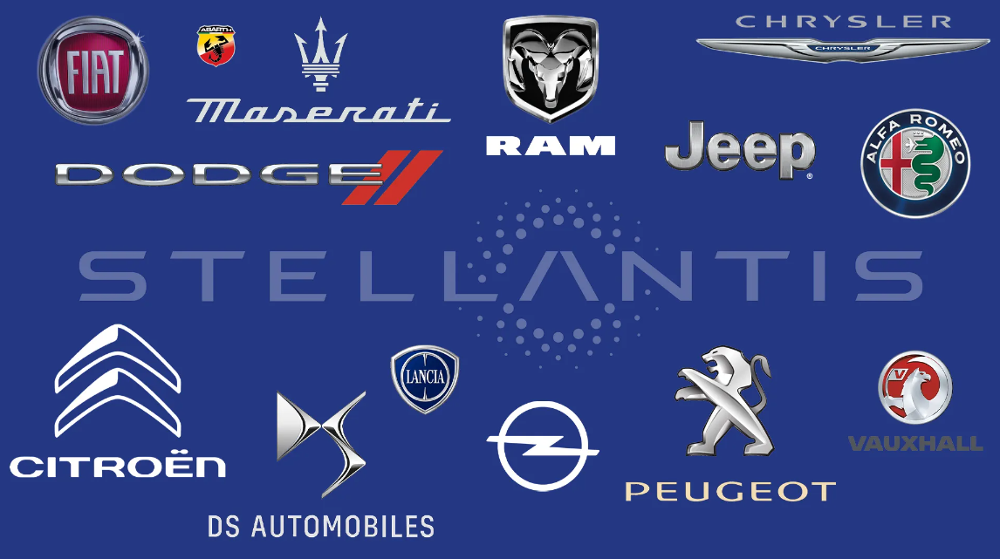 FIAT
ABARTH
Maserati
RAM
CHRYSLER
CHRYSLER
Jeep®
ALFA ROMEO
DODGE
STELLANTIS
CITROËN
LANCIA
DS AUTOMOBILES
PEUGEOT
V
VAUXHALL